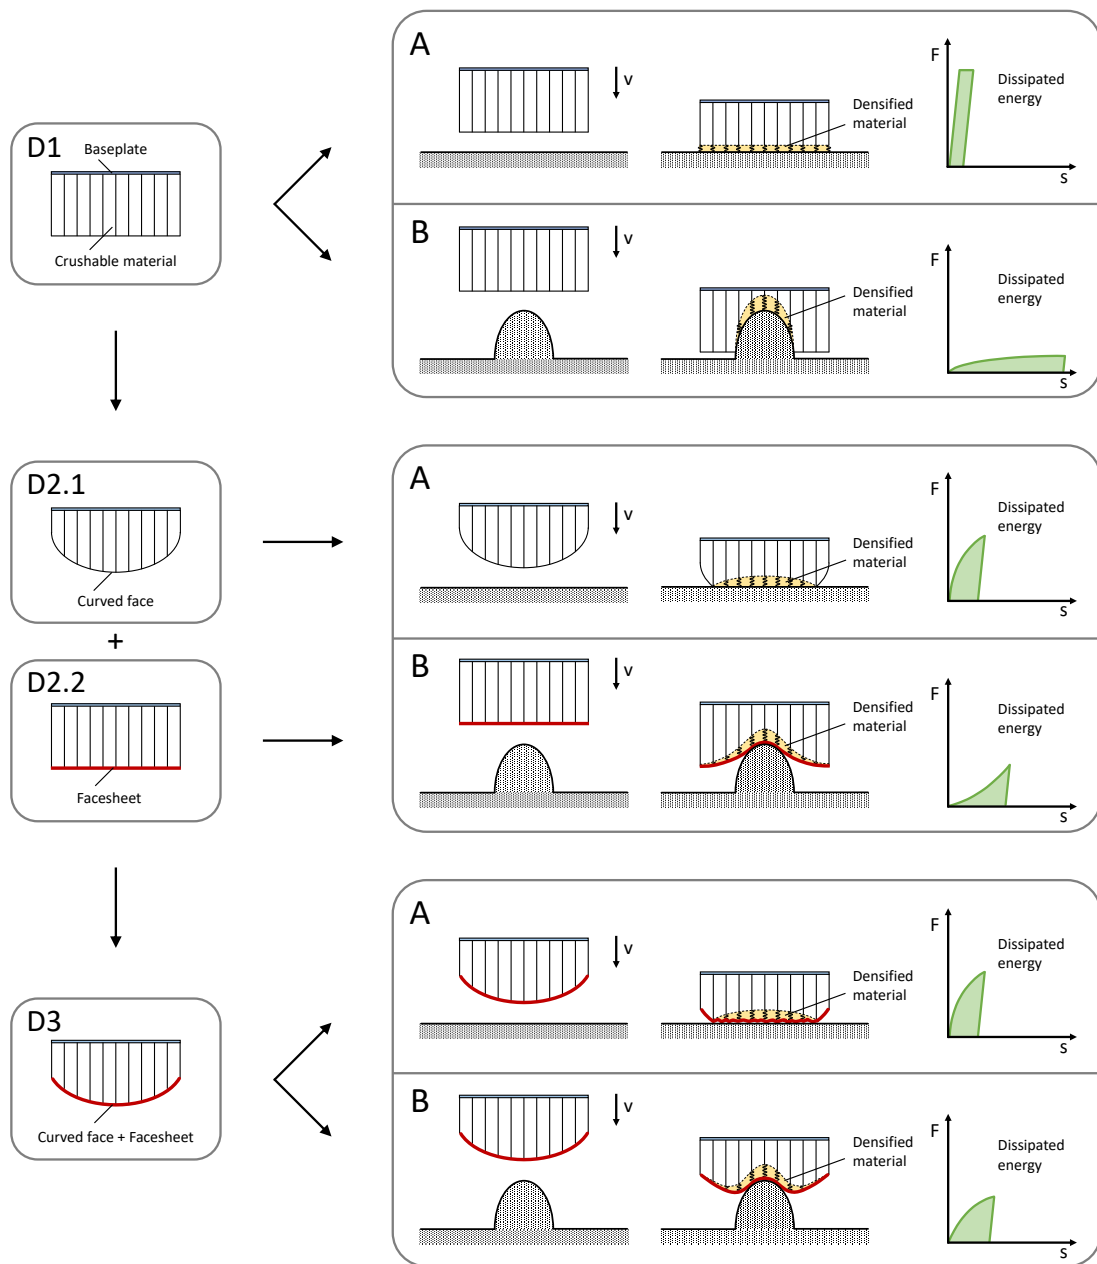 D1
Baseplate
Crushable material
A
v
Densified
material
F
Dissipated
energy
s
B
v
Densified
material
F
Dissipated
energy
s
D2.1
Curved face
+
D2.2
Facesheet
A
v
Densified
material
F
Dissipated
energy
s
B
v
Densified
material
F
Dissipated
energy
s
D3
Curved face + Facesheet
A
v
Densified
material
F
Dissipated
energy
s
B
v
Densified
material
F
Dissipated
energy
s